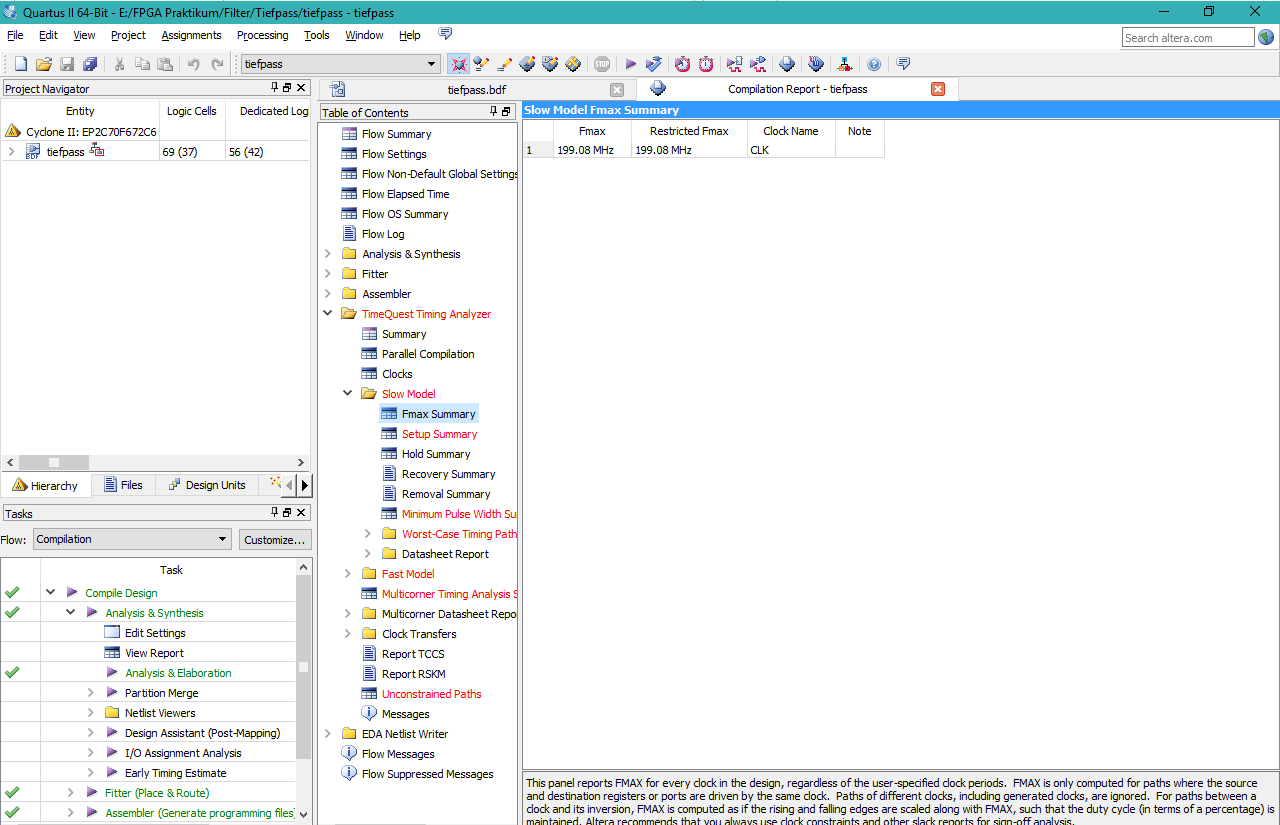 Quartus II 64-Bit - E:/FPGA Praktikum/Filter/Tiefpass/tiefpass - tiefpass
File Edit View Project Assignments Processing Tools Window Help
Search altera.com
tiefpass
Project Navigator
Entity Logic Cells Dedicated Log
Cyclone II: EP2C70F672C6
tiefpass 69 (37) 56 (42)
Hierarchy Files Design Units
Tasks
Flow: Compilation Customize...
Task
Compile Design
Analysis & Synthesis
Edit Settings
View Report
Analysis & Elaboration
Partition Merge
Netlist Viewers
Design Assistant (Post-Mapping)
I/O Assignment Analysis
Early Timing Estimate
Fitter (Place & Route)
Assembler (Generate programming files)
tiefpass.bdf
Compilation Report - tiefpass
Table of Contents
Flow Summary
Flow Settings
Flow Non-Default Global Settings
Flow Elapsed Time
Flow OS Summary
Flow Log
Analysis & Synthesis
Fitter
Assembler
TimeQuest Timing Analyzer
Summary
Parallel Compilation
Clocks
Slow Model
Fmax Summary
Setup Summary
Hold Summary
Recovery Summary
Removal Summary
Minimum Pulse Width Su
Worst-Case Timing Path
Datasheet Report
Fast Model
Multicorner Timing Analysis S
Multicorner Datasheet Repo
Clock Transfers
Report TCCS
Report RSKM
Unconstrained Paths
Messages
EDA Netlist Writer
Flow Messages
Flow Suppressed Messages
Slow Model Fmax Summary
Fmax Restricted Fmax Clock Name Note
1 199.08 MHz 199.08 MHz CLK
This panel reports FMAX for every clock in the design, regardless of the user-specified clock periods. FMAX is only computed for paths where the source
and destination registers or ports are driven by the same clock. Paths of different clocks, including generated clocks, are ignored. For paths between a
clock and its inversion, FMAX is computed as if the rising and falling edges are scaled along with FMAX, such that the duty cycle (in terms of a percentage) is
maintained. Altera recommends that you always use clock constraints and other slack reports for sign-off analysis.